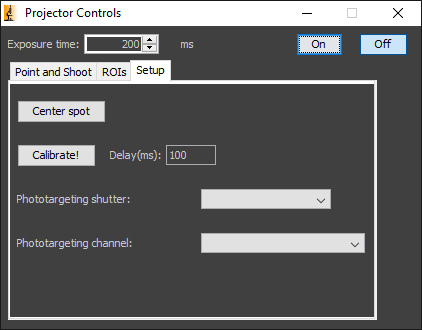 Projector Controls
Exposure time: 200 ms On Off
Point and Shoot ROIs Setup
Center spot
Calibrate! Delay(ms): 100
Phototargeting shutter:
Phototargeting channel: